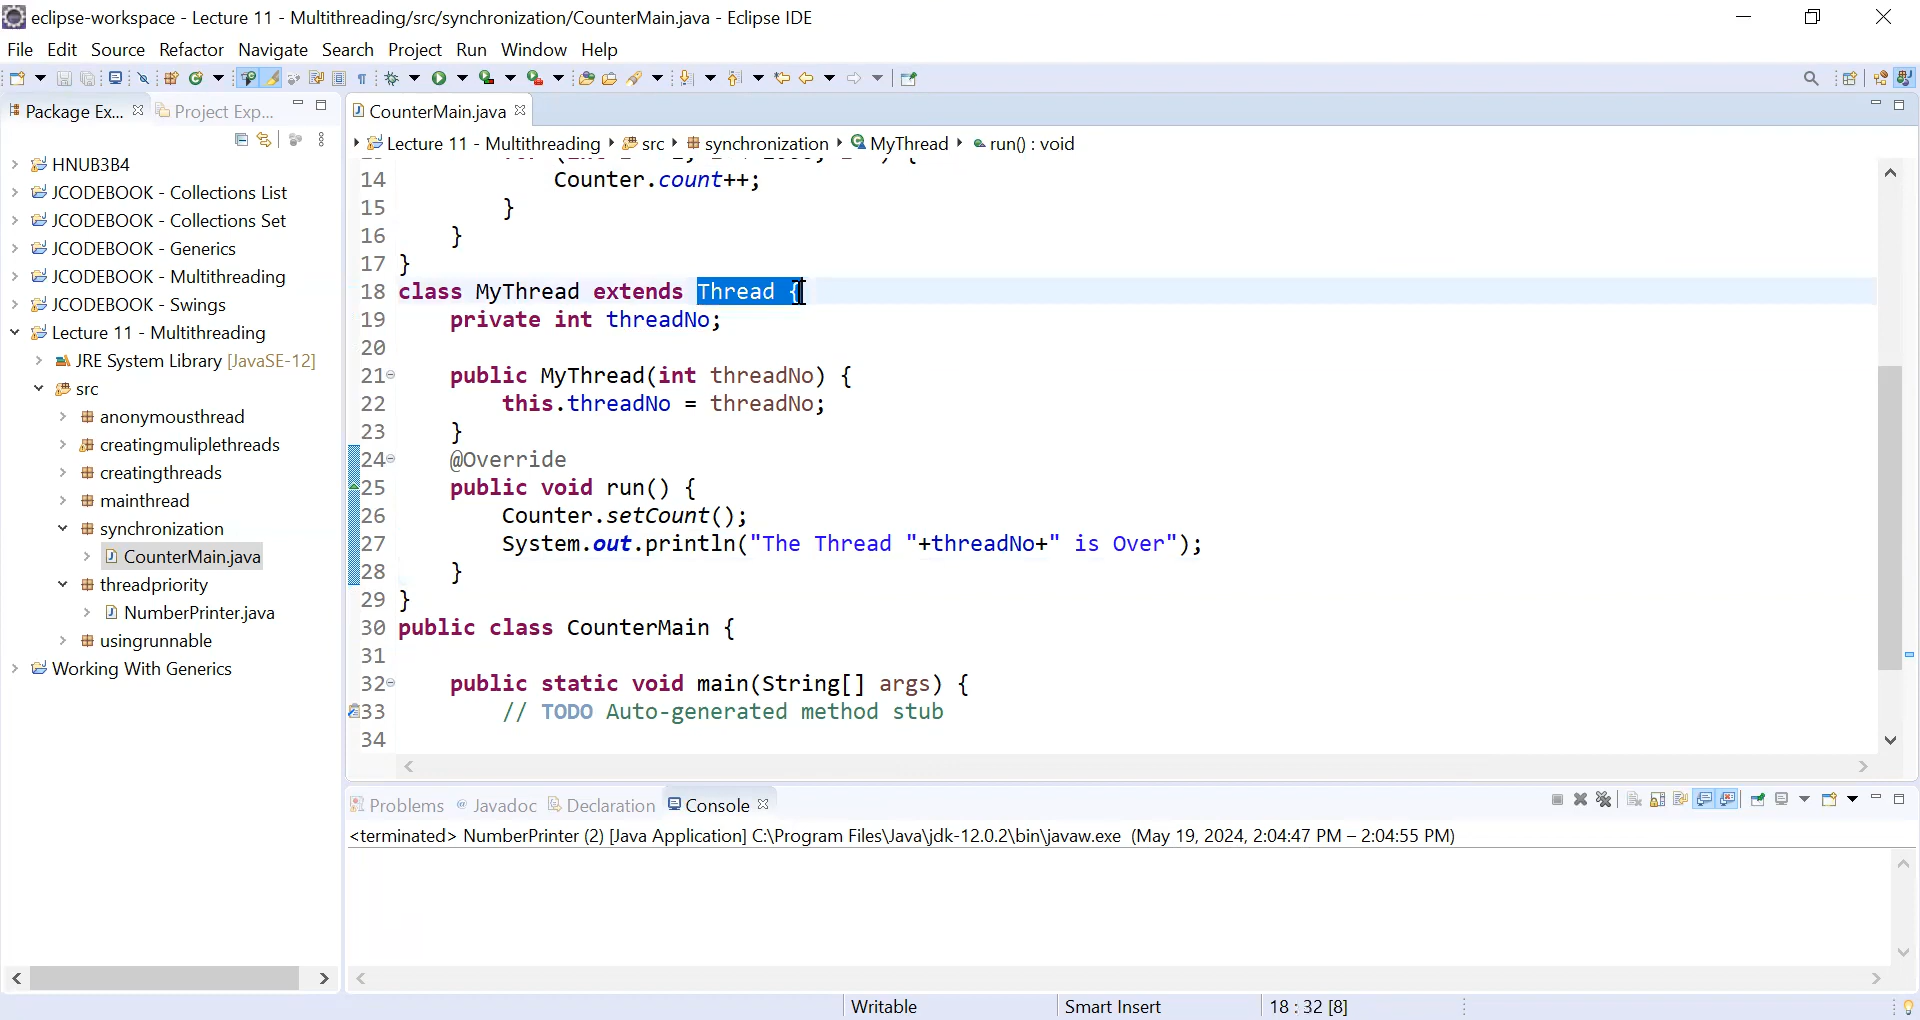 eclipse-workspace - Lecture 11 - Multithreading/src/synchronization/CounterMain.java - Eclipse IDE
File Edit Source Refactor Navigate Search Project Run Window Help
Package Ex... Project Exp...
CounterMain.java
Lecture 11 - Multithreading src synchronization MyThread run() : void
HNUB3B4
JCODEBOOK - Collections List
JCODEBOOK - Collections Set
JCODEBOOK - Generics
JCODEBOOK - Multithreading
JCODEBOOK - Swings
Lecture 11 - Multithreading
JRE System Library [JavaSE-12]
src
anonymousthread
creatingmuliplethreads
creatingthreads
mainthread
synchronization
CounterMain.java
threadpriority
NumberPrinter.java
usingrunnable
Working With Generics
14 Counter.count++;
15 }
16 }
17 }
18 class MyThread extends Thread {
19 private int threadNo;
20
21 public MyThread(int threadNo) {
22 this.threadNo = threadNo;
23 }
24 @Override
25 public void run() {
26 Counter.setCount();
27 System.out.println("The Thread "+threadNo+" is Over");
28 }
29 }
30 public class CounterMain {
31
32 public static void main(String[] args) {
33 // TODO Auto-generated method stub
34
Problems Javadoc Declaration Console
<terminated> NumberPrinter (2) [Java Application] C:\Program Files\Java\jdk-12.0.2\bin\javaw.exe (May 19, 2024, 2:04:47 PM – 2:04:55 PM)
Writable Smart Insert 18 : 32 [8]